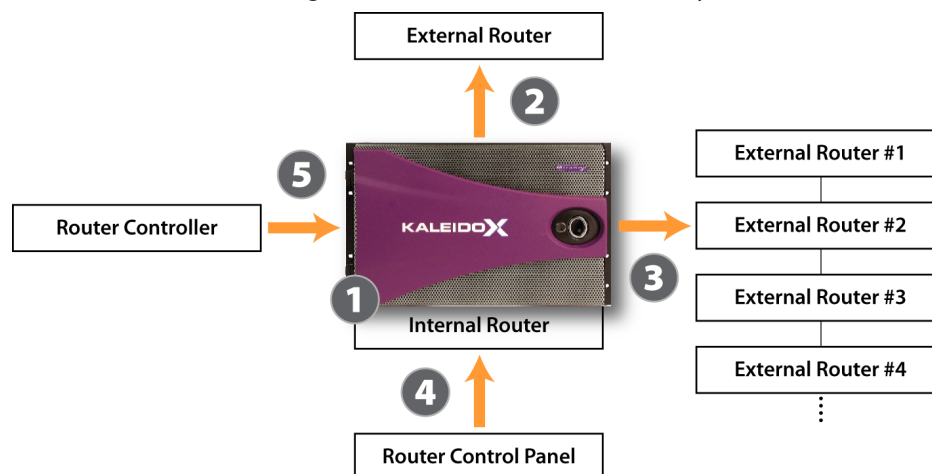 External Router
2
External Router #1
5
Router Controller
KALEIDOX
External Router #2
3
1
External Router #3
Internal Router
4
External Router #4
Router Control Panel